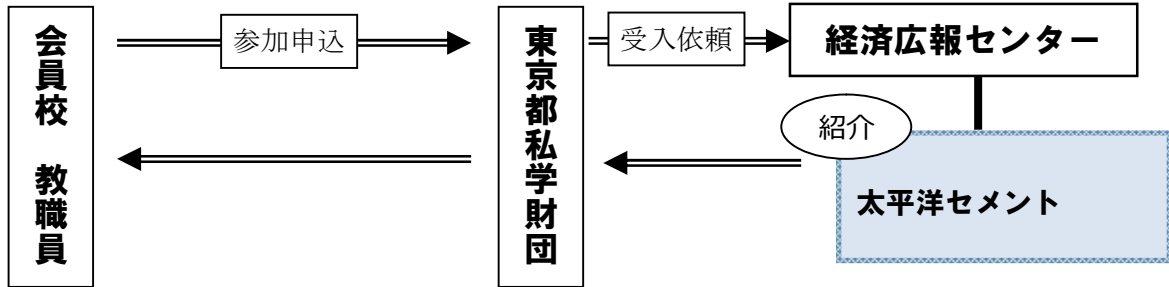 会員校 教職員
参加申込
東京都私学財団
受入依頼
経済広報センター
紹介
太平洋セメント